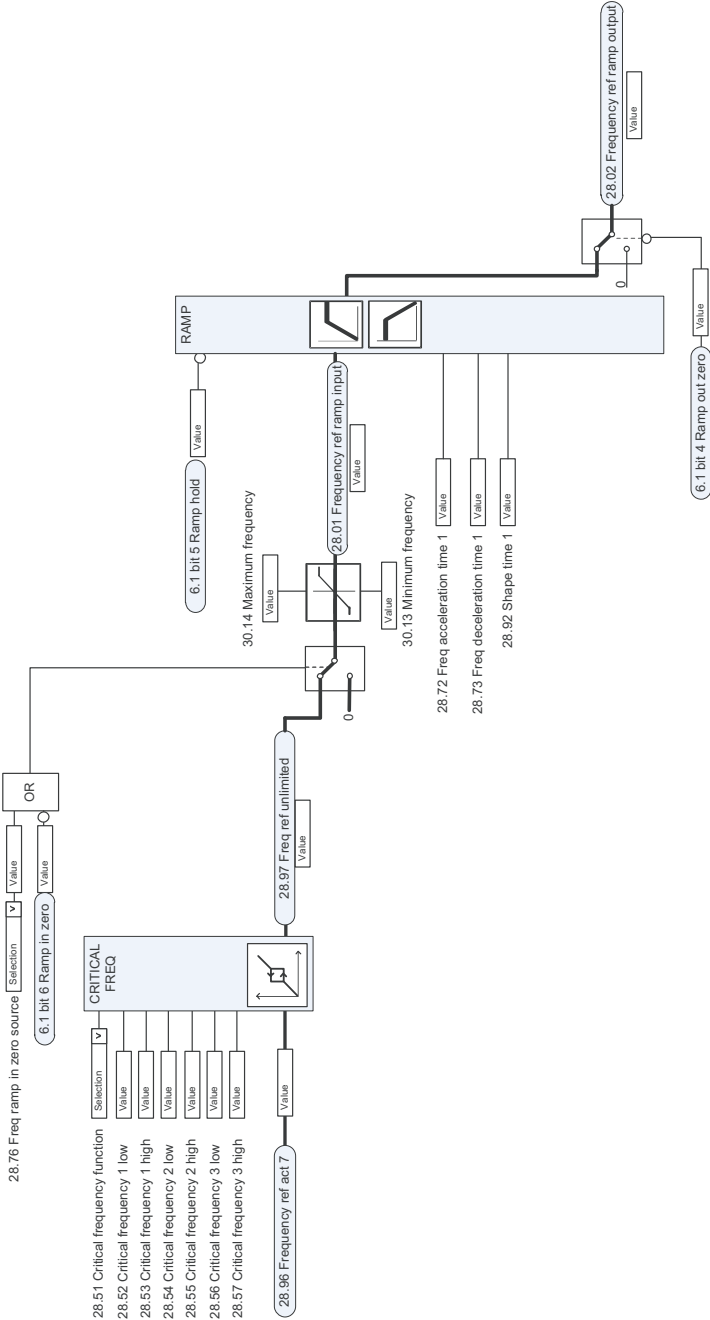 28.76 Freq ramp in zero source
Selection
v
Value
6.1 bit 6 Ramp in zero
Value
OR
CRITICAL
FREQ
28.51 Critical frequency function
Selection
v
28.52 Critical frequency 1 low
Value
28.53 Critical frequency 1 high
Value
28.54 Critical frequency 2 low
Value
28.55 Critical frequency 2 high
Value
28.56 Critical frequency 3 low
Value
28.57 Critical frequency 3 high
Value
28.96 Frequency ref act 7
Value
28.97 Freq ref unlimited
Value
0
30.14 Maximum frequency
Value
30.13 Minimum frequency
Value
28.01 Frequency ref ramp input
Value
6.1 bit 5 Ramp hold
Value
RAMP
28.72 Freq acceleration time 1
Value
28.73 Freq deceleration time 1
Value
28.92 Shape time 1
Value
0
6.1 bit 4 Ramp out zero
Value
28.02 Frequency ref ramp output
Value